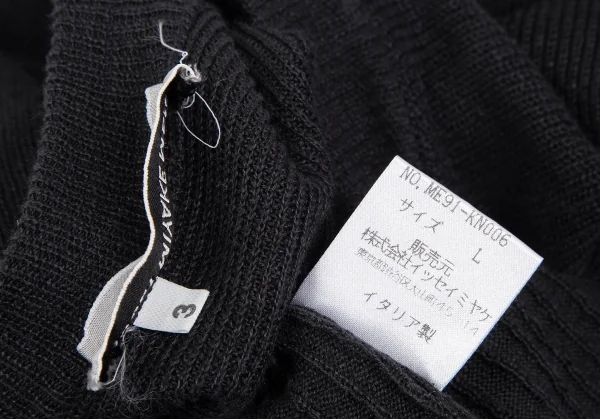 MIYAKE
3
NO. ME91-KN006
サイズ L
販売元
株式会社イッセイミヤケ
イタリア製